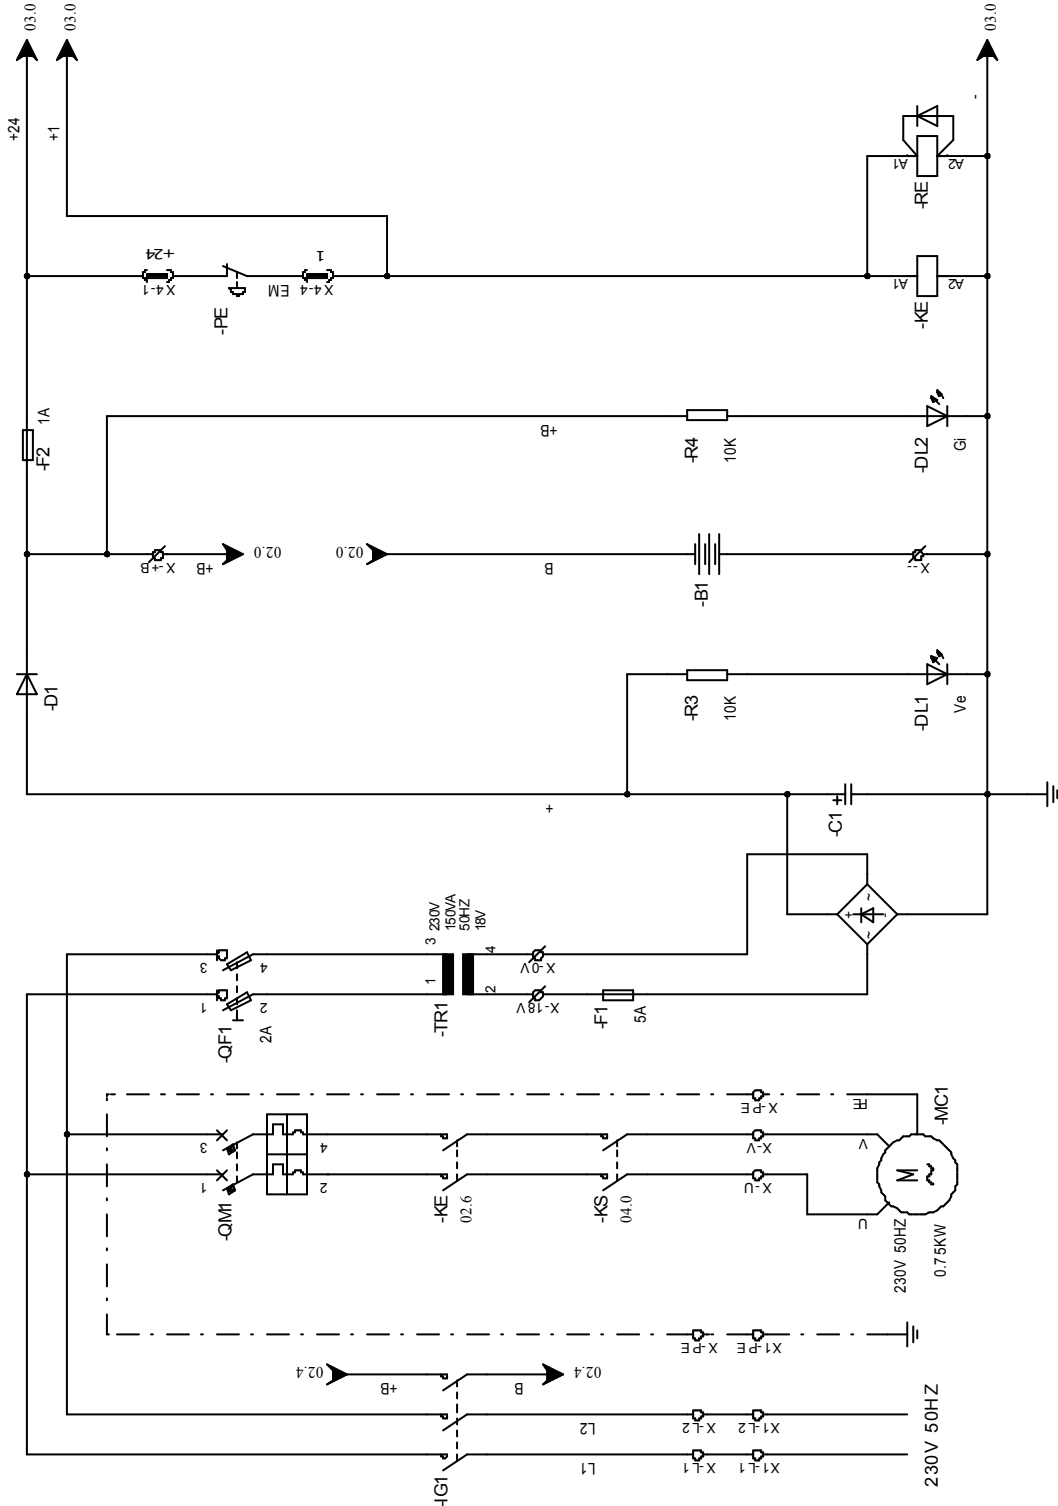 230V 50HZ
-IG1
L1
X-L1
X1-L1
L2
X-L2
X1-L2
02.4
+B
B
02.4
X-PE
X1-PE
-QM1
1
3
2
4
-KE
02.6
-KS
04.0
X-U
X-V
X-PE
U
V
PE
M
~
-MC1
230V 50HZ
0.75KW
-QF1
2A
1
3
2
4
-TR1
1
3
230V
150VA
50HZ
18V
2
4
X-18V
X-0V
-F1
5A
+
-
~
~
+
-C1
+
-D1
-R3
10K
-DL1
Ve
X-+B
+B
02.0
02.0
B
-B1
X--
-F2
1A
+B
-R4
10K
-DL2
Gi
X4-1
+24
-PE
EM
X4-4
1
-KE
A1
A2
-RE
A1
A2
+24
+1
-
03.0
03.0
03.0